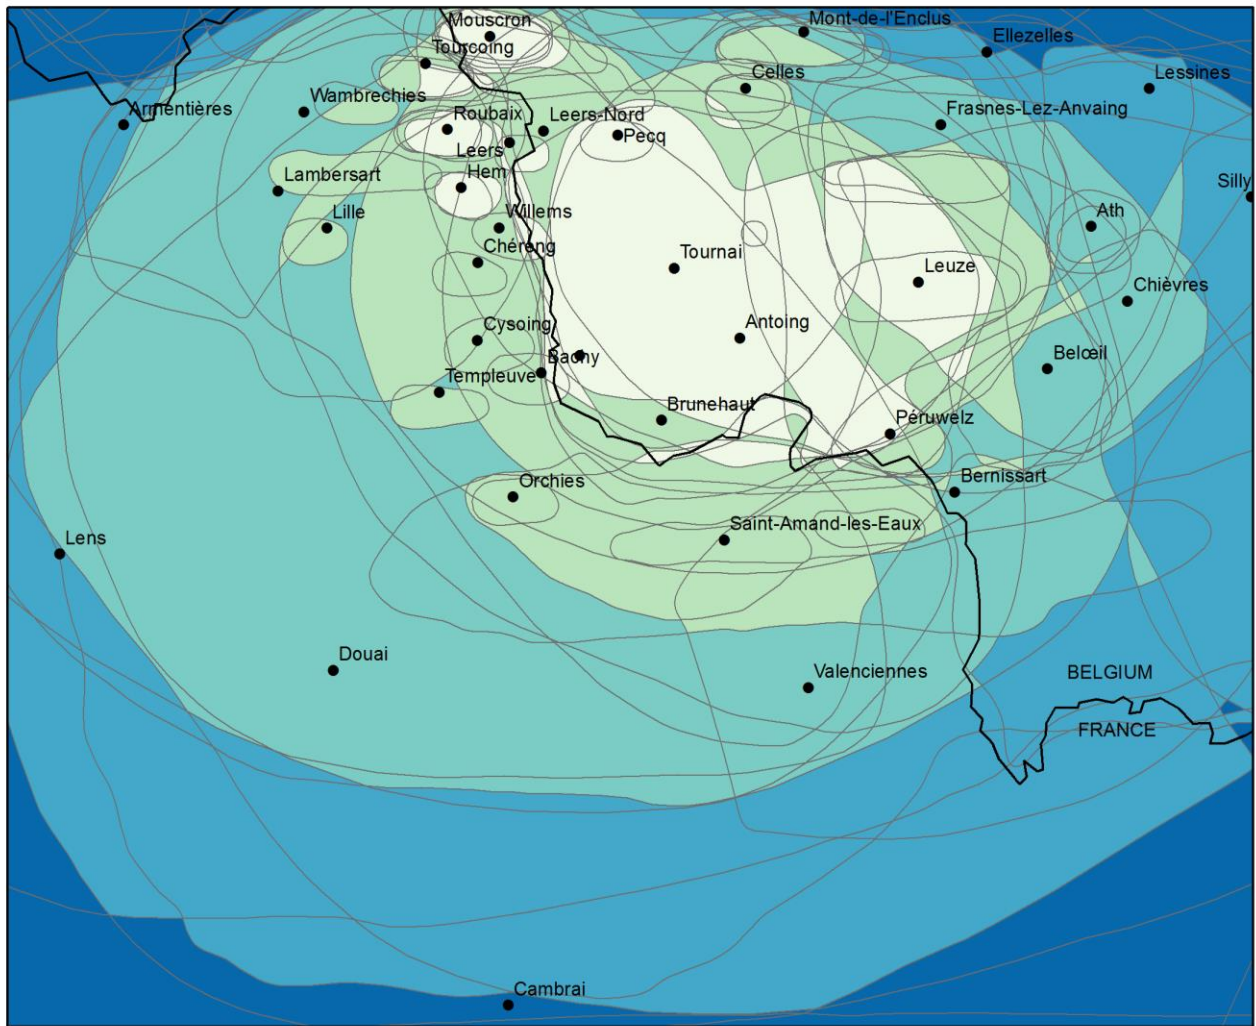 Mouscron
Mont-de-l'Enclus
Tourcoing
Ellezelles
Celles
Lessines
Wambrechies
Armentières
Roubaix
Leers-Nord
Frasnes-Lez-Anvaing
Pecq
Leers
Hem
Lambersart
Silly
Lille
Willems
Ath
Chéreng
Tournai
Leuze
Chièvres
Cysoing
Antoing
Bachy
Belœil
Templeuve
Brunehaut
Péruwelz
Orchies
Bernissart
Saint-Amand-les-Eaux
Lens
Douai
Valenciennes
BELGIUM
FRANCE
Cambrai